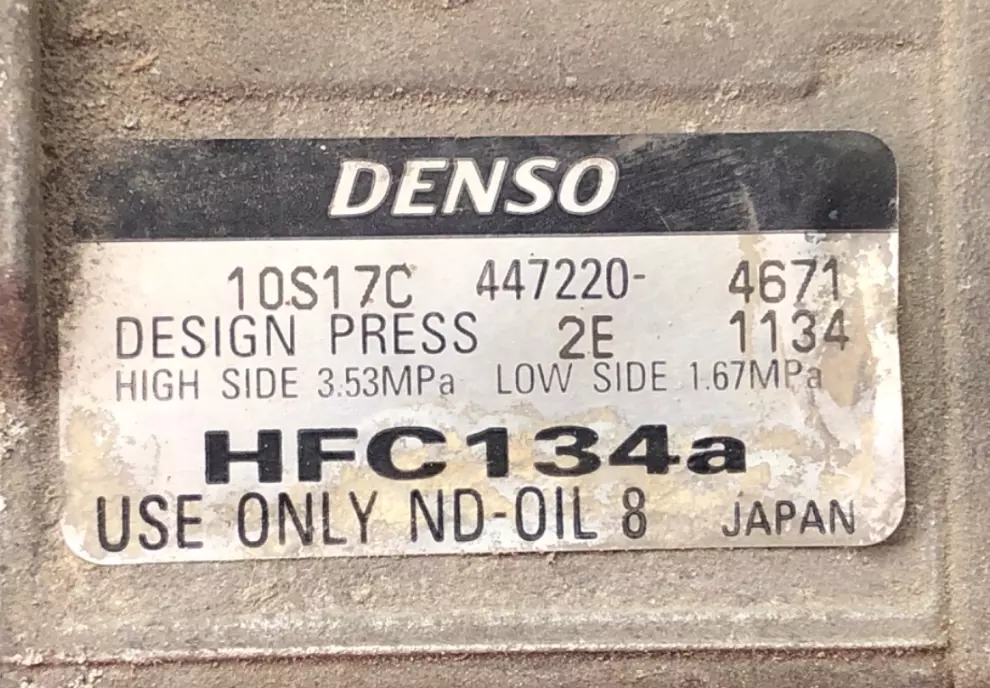 DENSO
10S17C 447220- 4671
DESIGN PRESS 2E 1134
HIGH SIDE 3.53MPa LOW SIDE 1.67MPa
HFC134a
USE ONLY ND-OIL 8 JAPAN